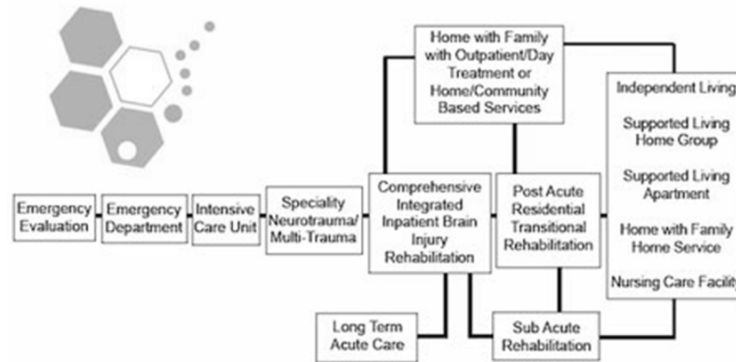 Home with Family
with Outpatient/Day
Treatment or
Home/Community
Based Services
Emergency
Evaluation
Emergency
Department
Intensive
Care Unit
Speciality
Neurotrauma/
Multi-Trauma
Comprehensive
Integrated
Inpatient Brain
Injury
Rehabilitation
Post Acute
Residential
Transitional
Rehabilitation
Independent Living
Supported Living
Home Group
Supported Living
Apartment
Home with Family
Home Service
Nursing Care Facility
Long Term
Acute Care
Sub Acute
Rehabilitation